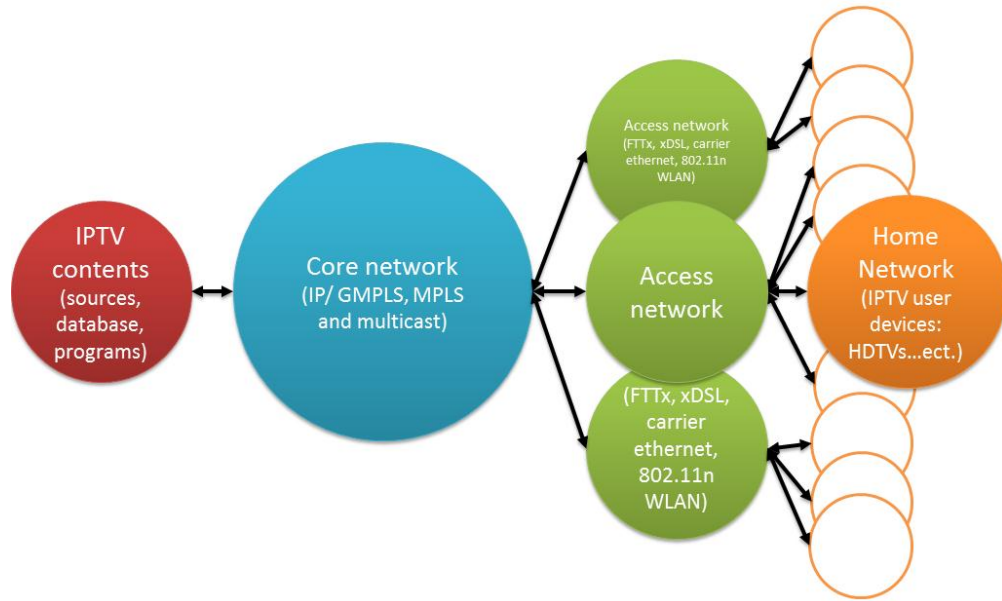 IPTV
contents
(sources,
database,
programs)
Core network
(IP/ GMPLS, MPLS
and multicast)
Access network
(FTTx, xDSL, carrier
ethernet, 802.11n
WLAN)
Access
network
(FTTx, xDSL,
carrier
ethernet,
802.11n
WLAN)
Home
Network
(IPTV user
devices:
HDTVs...ect.)